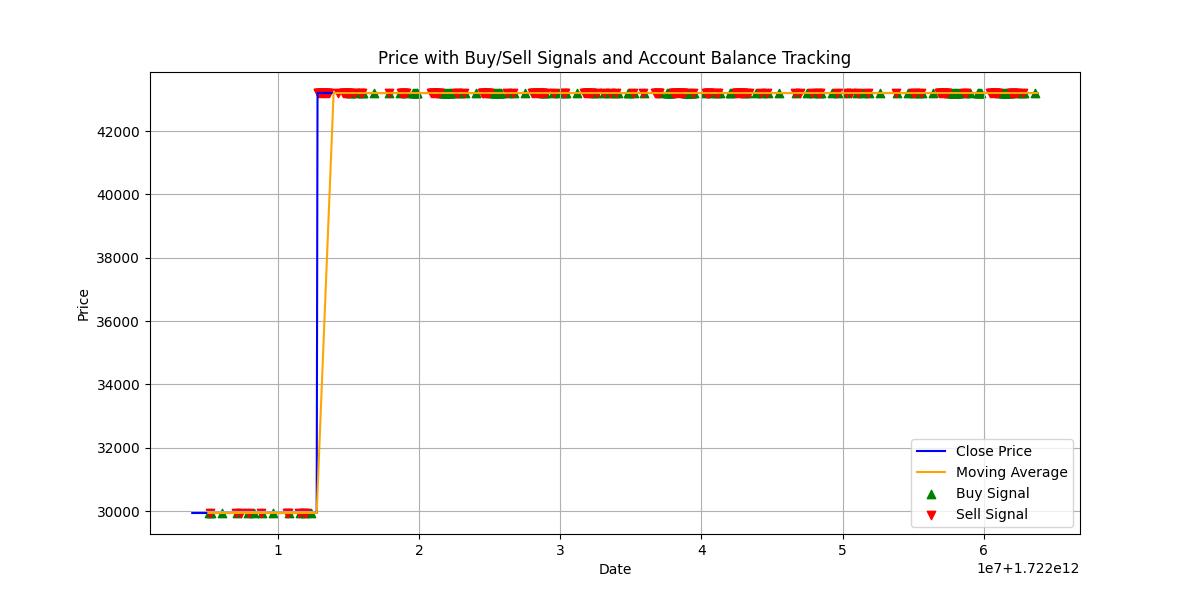 Price with Buy/Sell Signals and Account Balance Tracking
42000
40000
38000
36000
34000
32000
30000
Price
Close Price
Moving Average
Buy Signal
Sell Signal
1 2 3 4 5 6
1e7+1.722e12
Date